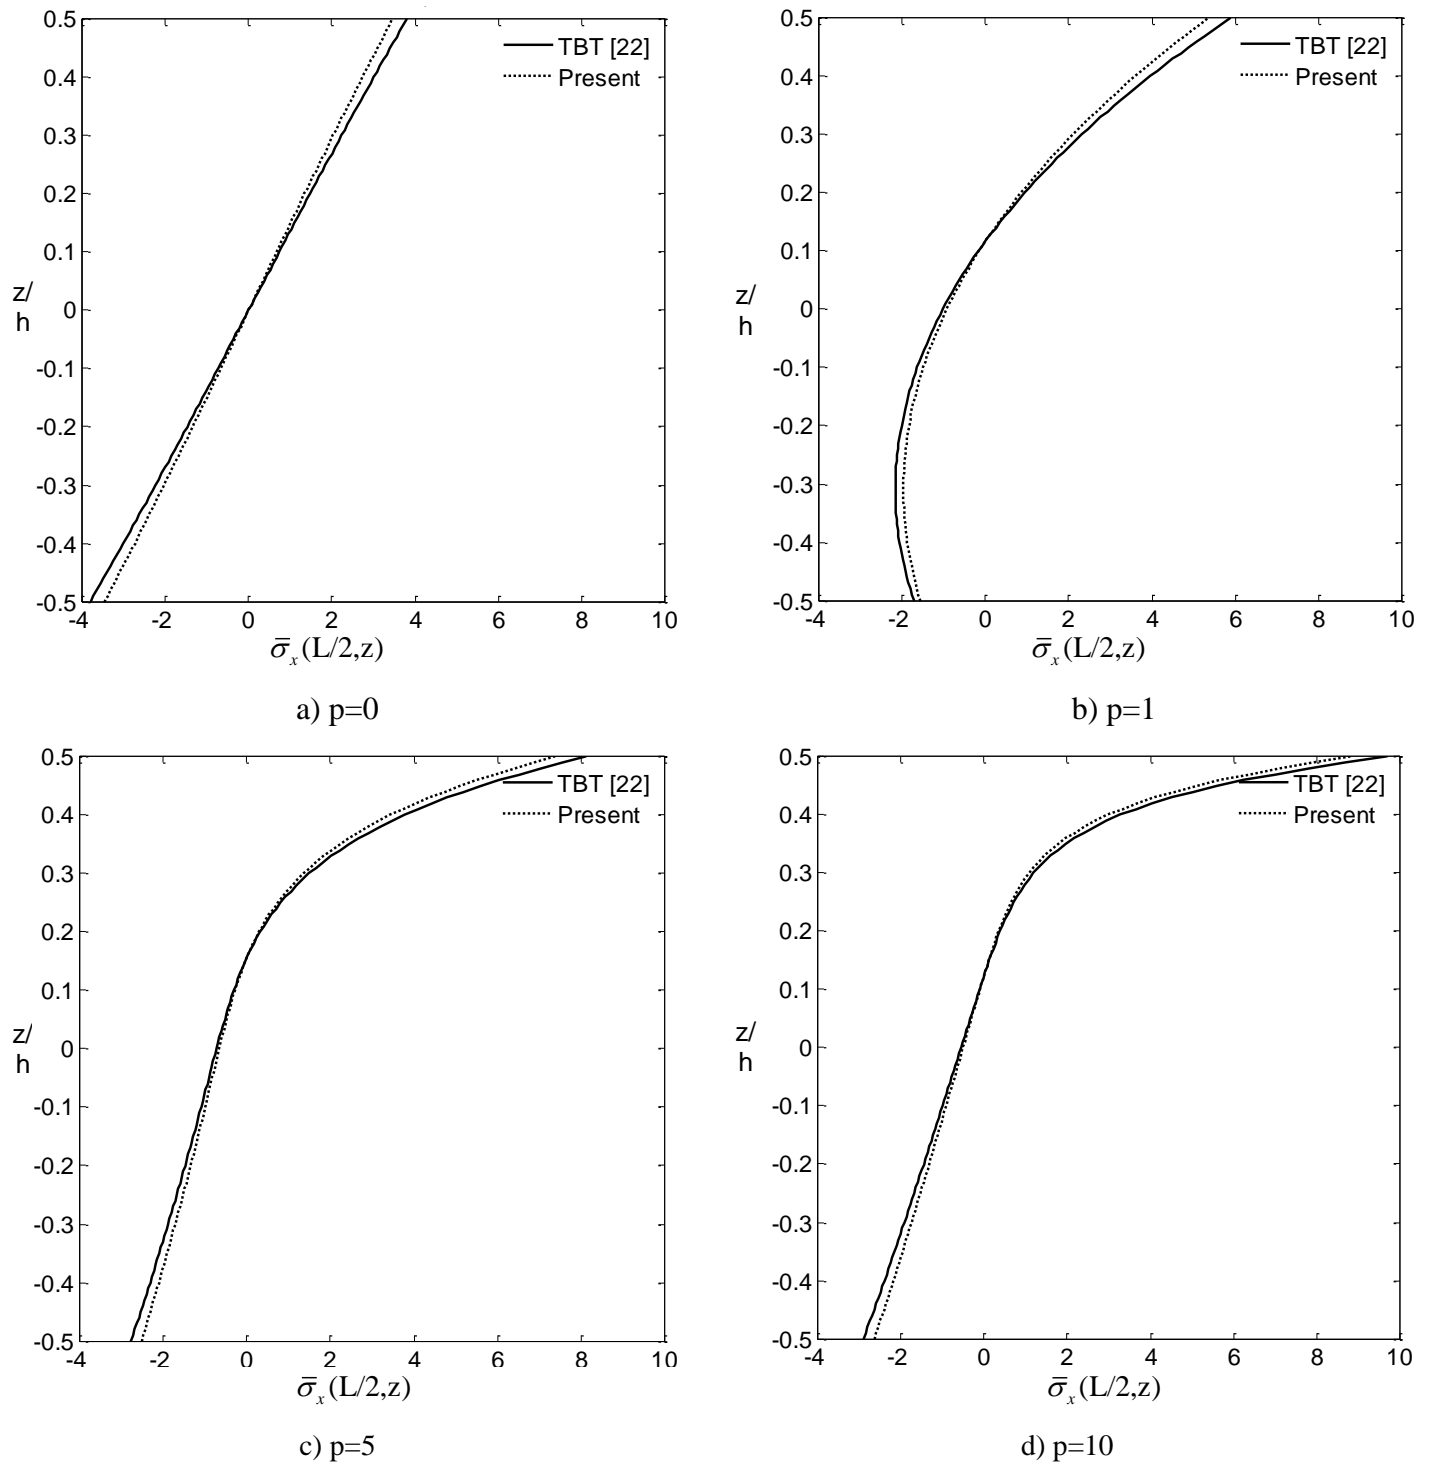 0.5
0.4
0.3
0.2
0.1
0
-0.1
-0.2
-0.3
-0.4
-0.5
z/
h
-4 -2 0 2 4 6 8 10
TBT [22]
Present
σ̅ₓ(L/2,z)
a) p=0
0.5
0.4
0.3
0.2
0.1
0
-0.1
-0.2
-0.3
-0.4
-0.5
z/
h
-4 -2 0 2 4 6 8 10
TBT [22]
Present
σ̅ₓ(L/2,z)
b) p=1
0.5
0.4
0.3
0.2
0.1
0
-0.1
-0.2
-0.3
-0.4
-0.5
z/
h
-4 -2 0 2 4 6 8 10
TBT [22]
Present
σ̅ₓ(L/2,z)
c) p=5
0.5
0.4
0.3
0.2
0.1
0
-0.1
-0.2
-0.3
-0.4
-0.5
z/
h
-4 -2 0 2 4 6 8 10
TBT [22]
Present
σ̅ₓ(L/2,z)
d) p=10